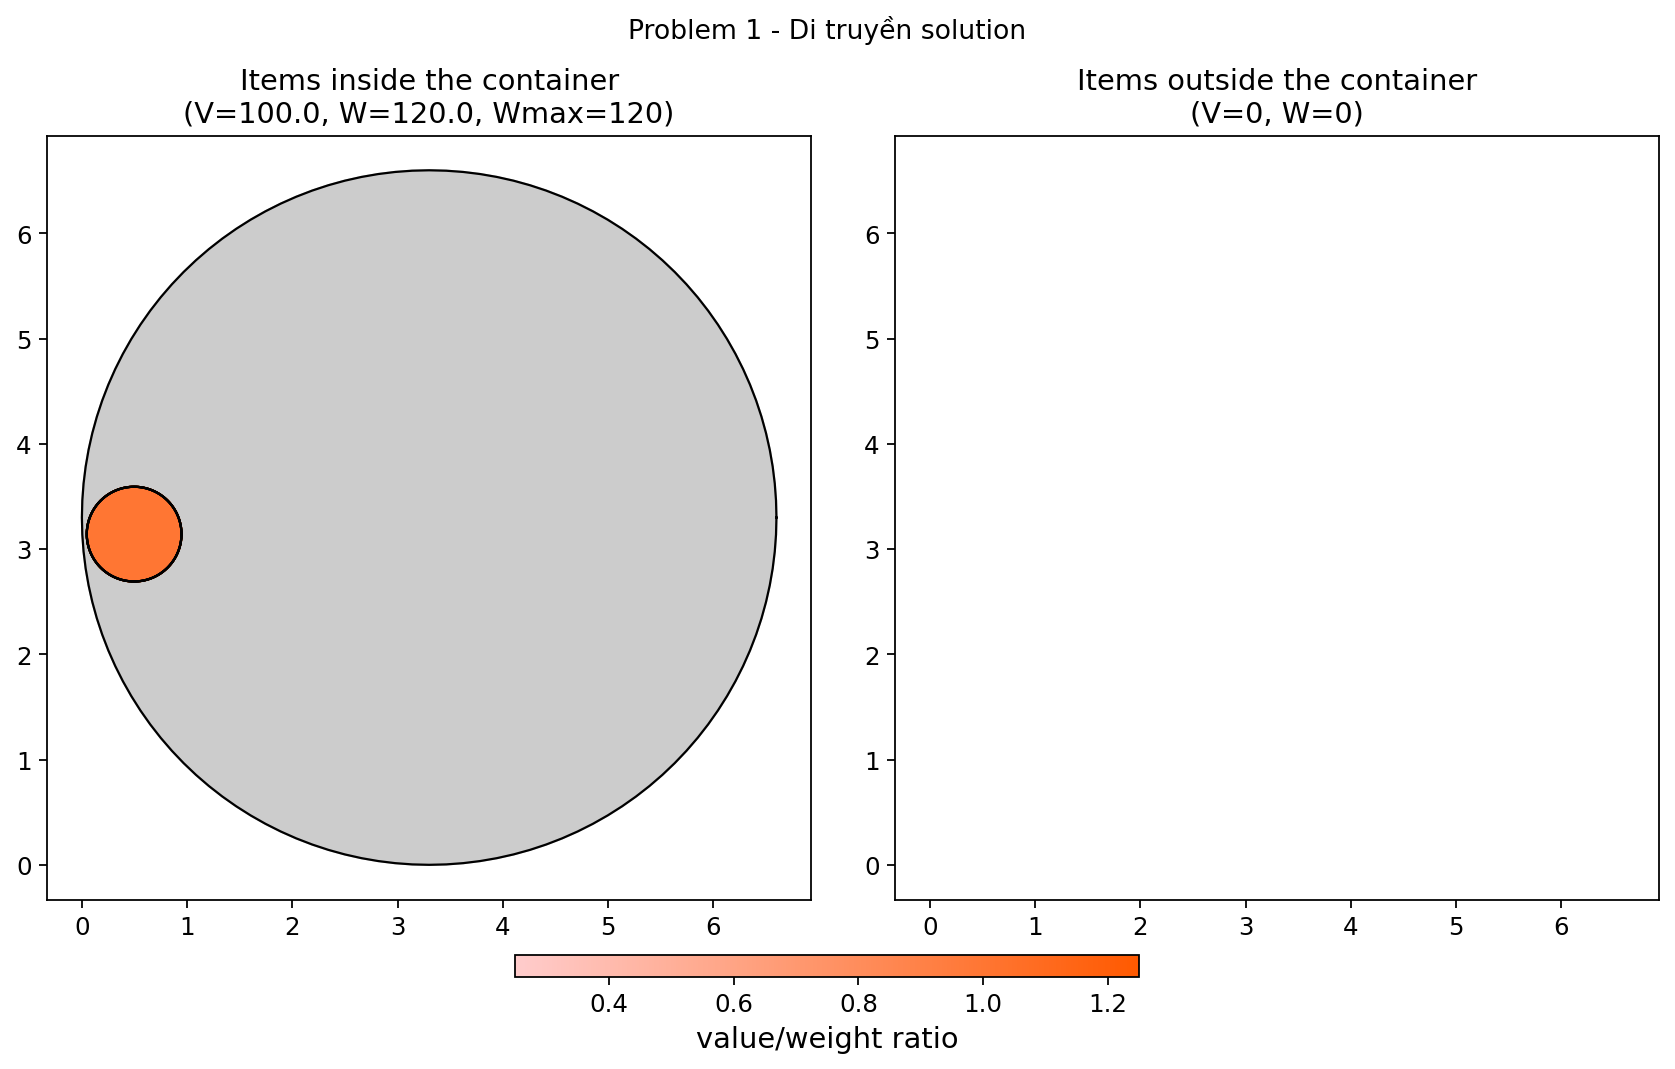 Problem 1 - Di truyền solution
Items inside the container
(V=100.0, W=120.0, Wmax=120)
6
5
4
3
2
1
0
0 1 2 3 4 5 6
Items outside the container
(V=0, W=0)
6
5
4
3
2
1
0
0 1 2 3 4 5 6
0.4 0.6 0.8 1.0 1.2
value/weight ratio